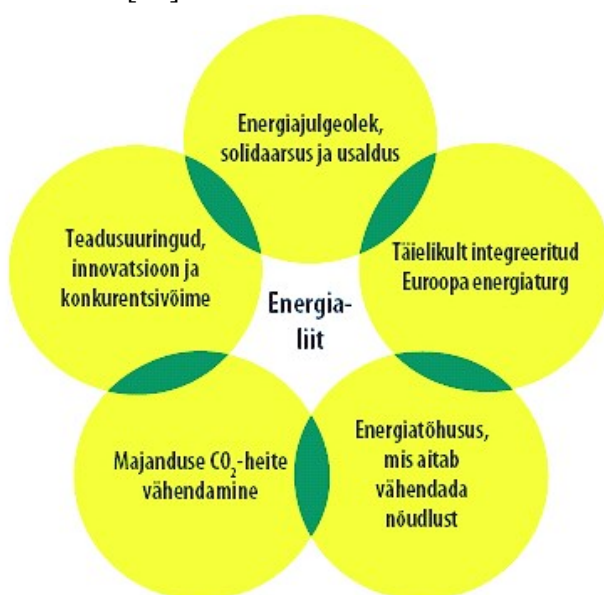 Energiajulgeolek,
solidaarsus ja usaldus
Teadusuuringud,
innovatsioon ja
konkurentsivõime
Täielikult integreeritud
Euroopa energiaturg
Energia-
liit
Majanduse CO₂-heite
vähendamine
Energiatõhusus,
mis aitab
vähendada
nõudlust